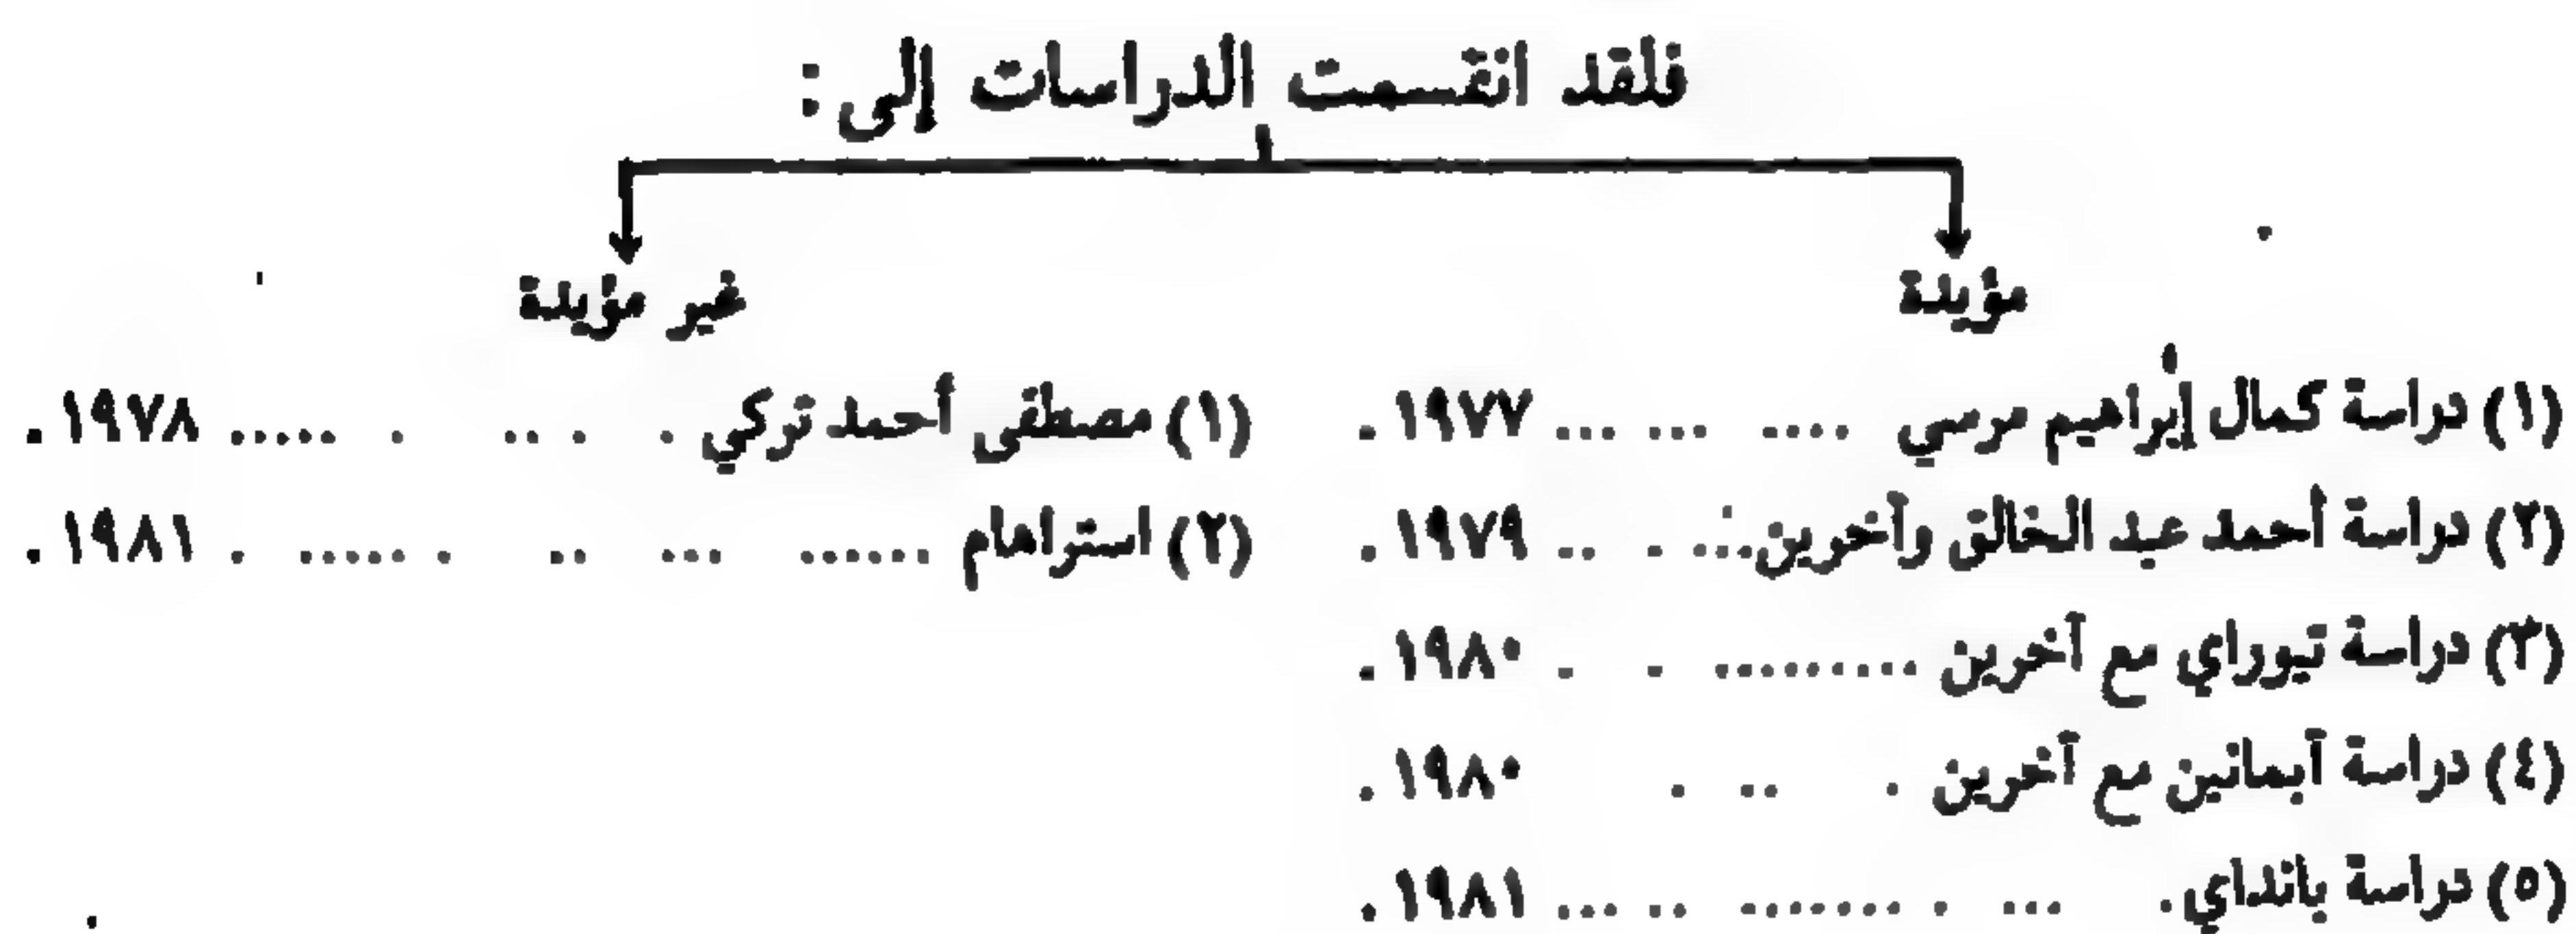 فلقد انقسمت الدراسات إلى :
مؤيدة
(١) دراسة كمال إبراهيم مرسي .... ... ... ١٩٧٧ .
(٢) دراسة أحمد عبد الخالق وآخرين ... . .. ١٩٧٩ .
(٣) دراسة تيوراي مع آخرين ......... . . ١٩٨٠ .
(٤) دراسة آيمانين مع آخرين . .. . ١٩٨٠ .
(٥) دراسة بانداي . ... . ....... .. ... ١٩٨١ .
غير مؤيدة
(١) مصطفى أحمد تركي . . .. . ..... ١٩٧٨ .
(٢) استراهام ...... ... .. . ...... . ١٩٨١ .